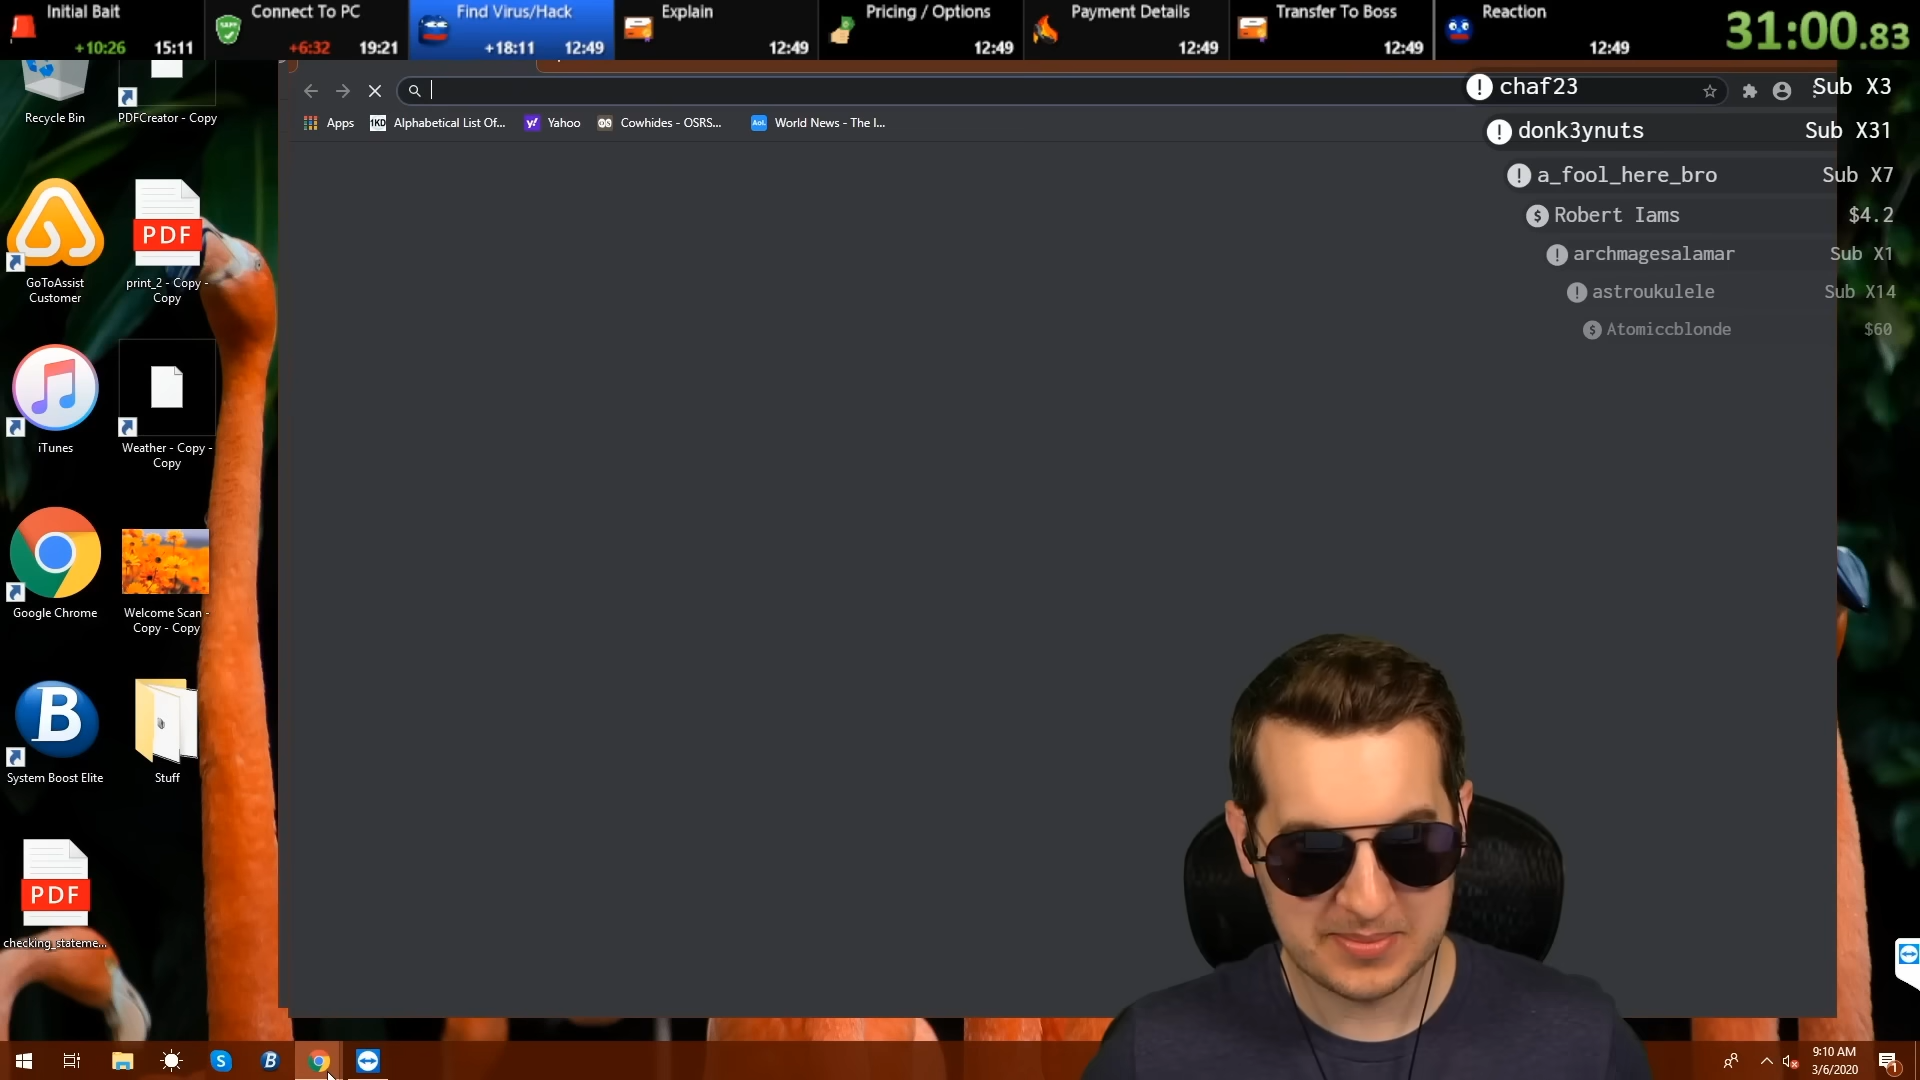 Initial Bait
+10:26 15:11
Connect To PC
+6:32 19:21
Find Virus/Hack
+18:11 12:49
Explain
12:49
Pricing / Options
12:49
Payment Details
12:49
Transfer To Boss
12:49
Reaction
12:49
31:00.83
Apps
1KD
Alphabetical List Of...
y!
Yahoo
Cowhides - OSRS...
Aol.
World News - The I...
chaf23 Sub X3
donk3ynuts Sub X31
a_fool_here_bro Sub X7
Robert Iams $4.2
archmagesalamar Sub X1
astroukulele Sub X14
Atomiccblonde $60
Recycle Bin
PDFCreator - Copy
GoToAssist
Customer
PDF
print_2 - Copy -
Copy
iTunes
Weather - Copy -
Copy
Google Chrome
Welcome Scan -
Copy - Copy
B
System Boost Elite
Stuff
PDF
checking_stateme...
S
B
9:10 AM
3/6/2020
1